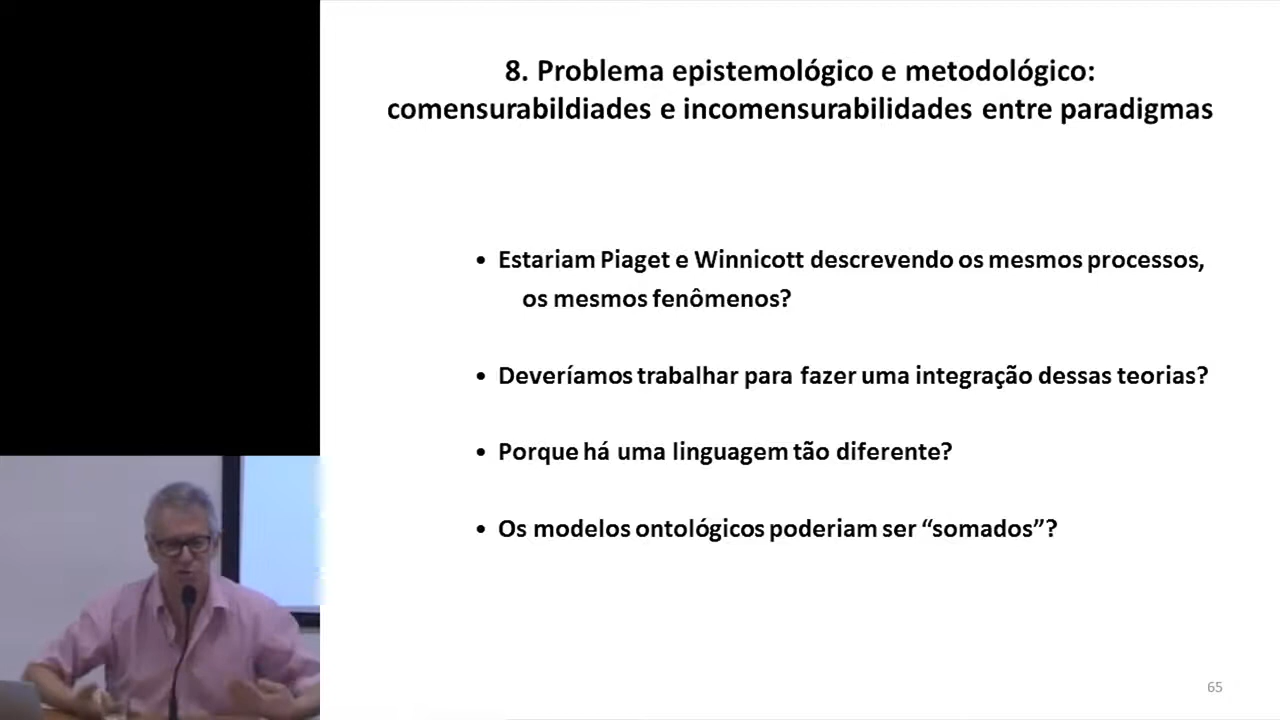 8. Problema epistemológico e metodológico:
comensurabildiades e incomensurabilidades entre paradigmas
• Estariam Piaget e Winnicott descrevendo os mesmos processos,
os mesmos fenômenos?
• Deveríamos trabalhar para fazer uma integração dessas teorias?
• Porque há uma linguagem tão diferente?
• Os modelos ontológicos poderiam ser “somados”?
65